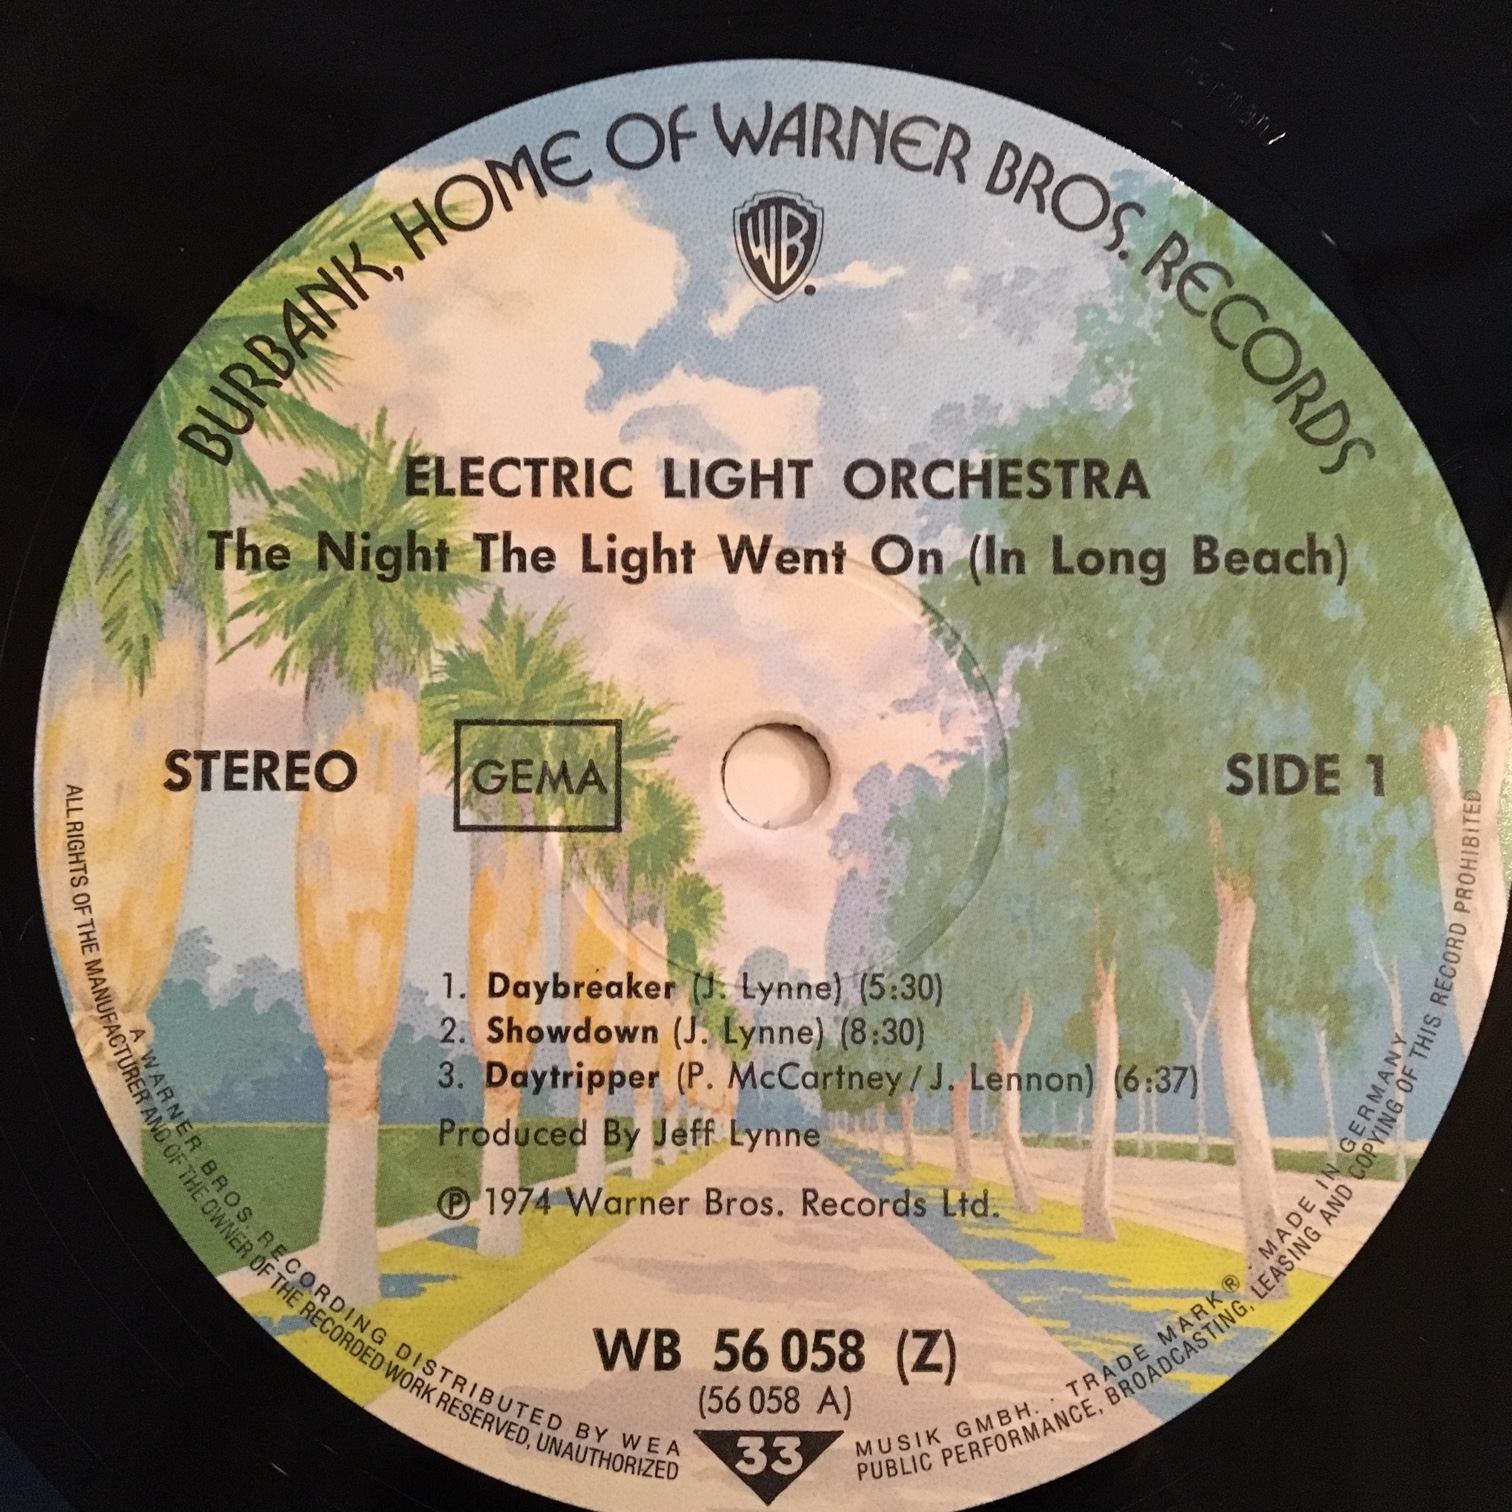 BURBANK, HOME OF WARNER BROS. RECORDS
WB
ELECTRIC LIGHT ORCHESTRA
The Night The Light Went On (In Long Beach)
STEREO
GEMA
SIDE 1
1. Daybreaker (J. Lynne) (5:30)
2. Showdown (J. Lynne) (8:30)
3. Daytripper (P. McCartney/J. Lennon) (6:37)
Produced By Jeff Lynne
℗ 1974 Warner Bros. Records Ltd.
WB 56 058 (Z)
(56 058 A)
33
A WARNER BROS. RECORDING DISTRIBUTED BY WEA MUSIK GMBH. . TRADE MARK ® . MADE IN GERMANY
ALL RIGHTS OF THE MANUFACTURER AND OF THE OWNER OF THE RECORDED WORK RESERVED, UNAUTHORIZED PUBLIC PERFORMANCE, BROADCASTING, LEASING AND COPYING OF THIS RECORD PROHIBITED